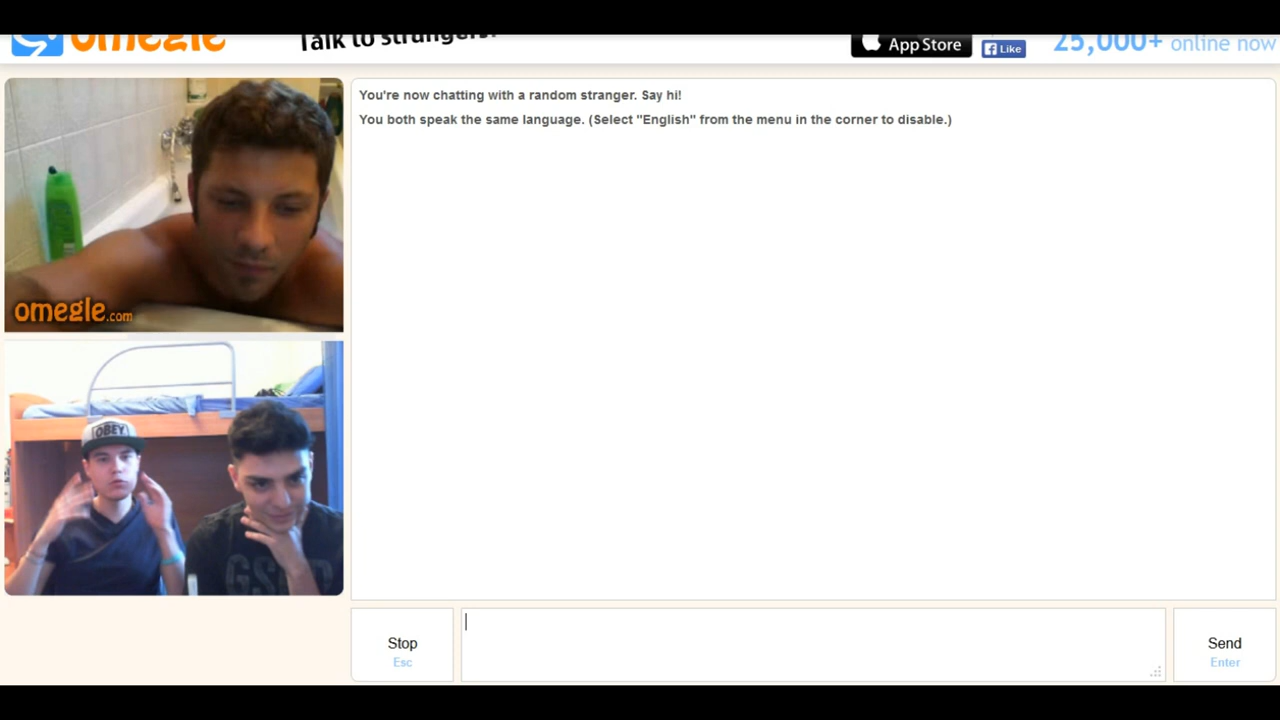 omegle
Talk to strangers!
App Store
Like
25,000+ online now
You're now chatting with a random stranger. Say hi!
You both speak the same language. (Select "English" from the menu in the corner to disable.)
omegle.com
OBEY
Stop
Esc
Send
Enter